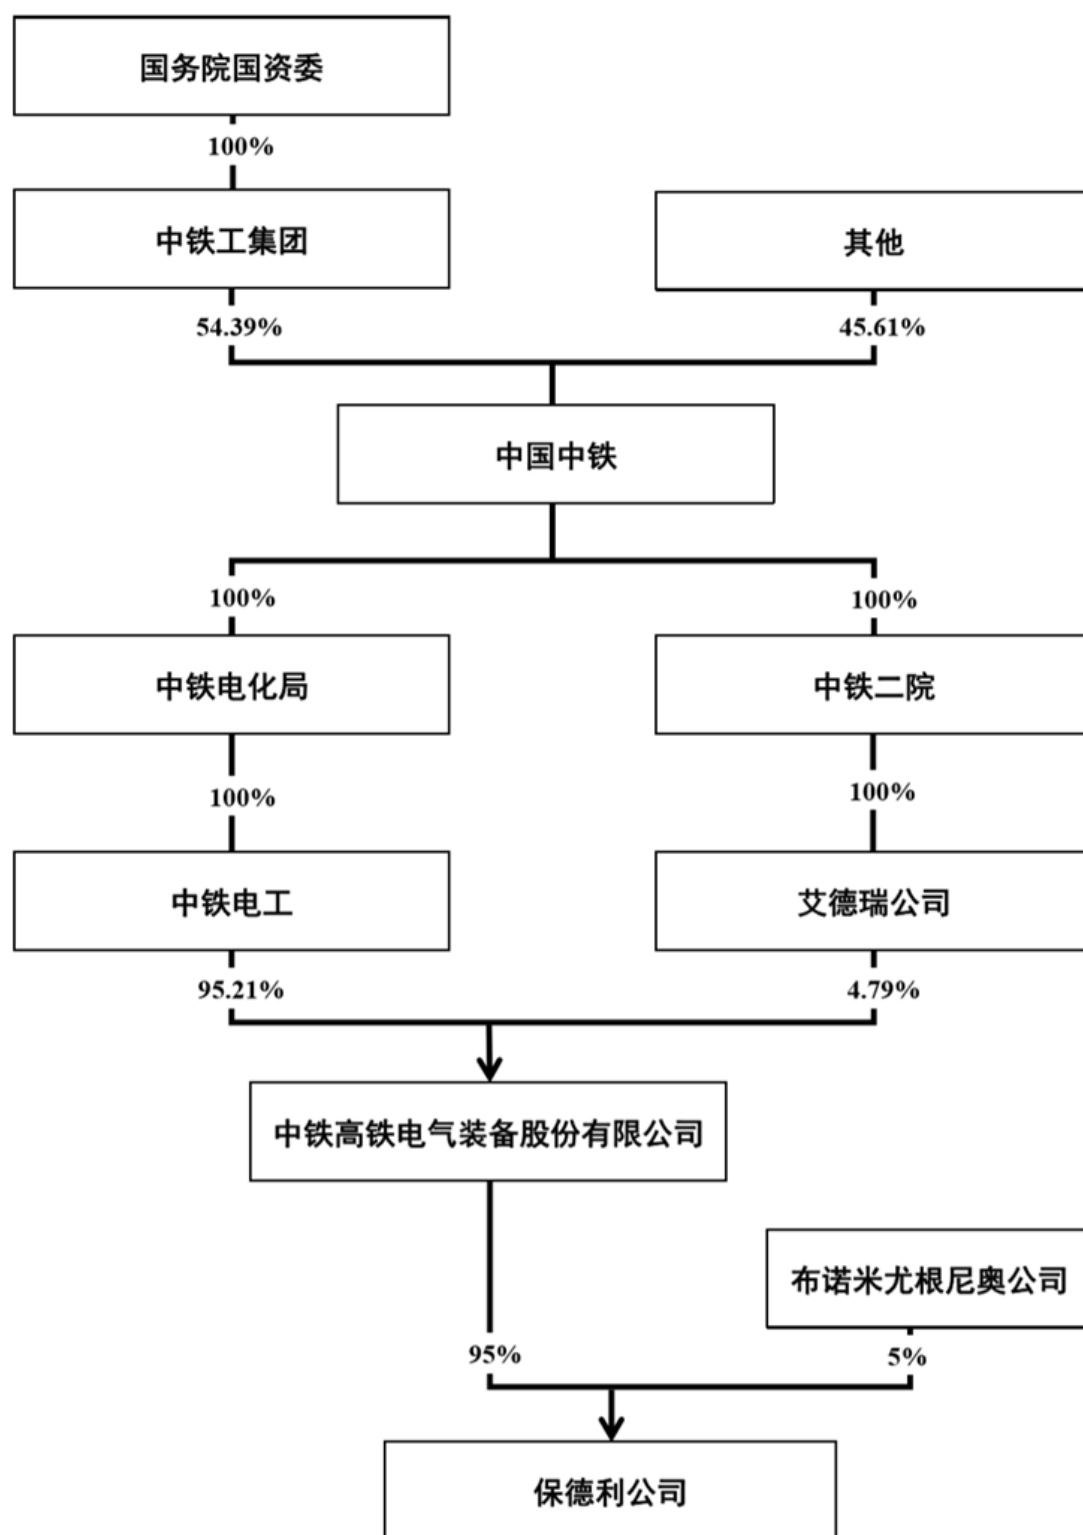 国务院国资委
100%
中铁工集团
其他
54.39%
45.61%
中国中铁
100%
100%
中铁电化局
中铁二院
100%
100%
中铁电工
艾德瑞公司
95.21%
4.79%
中铁高铁电气装备股份有限公司
布诺米尤根尼奥公司
95%
5%
保德利公司